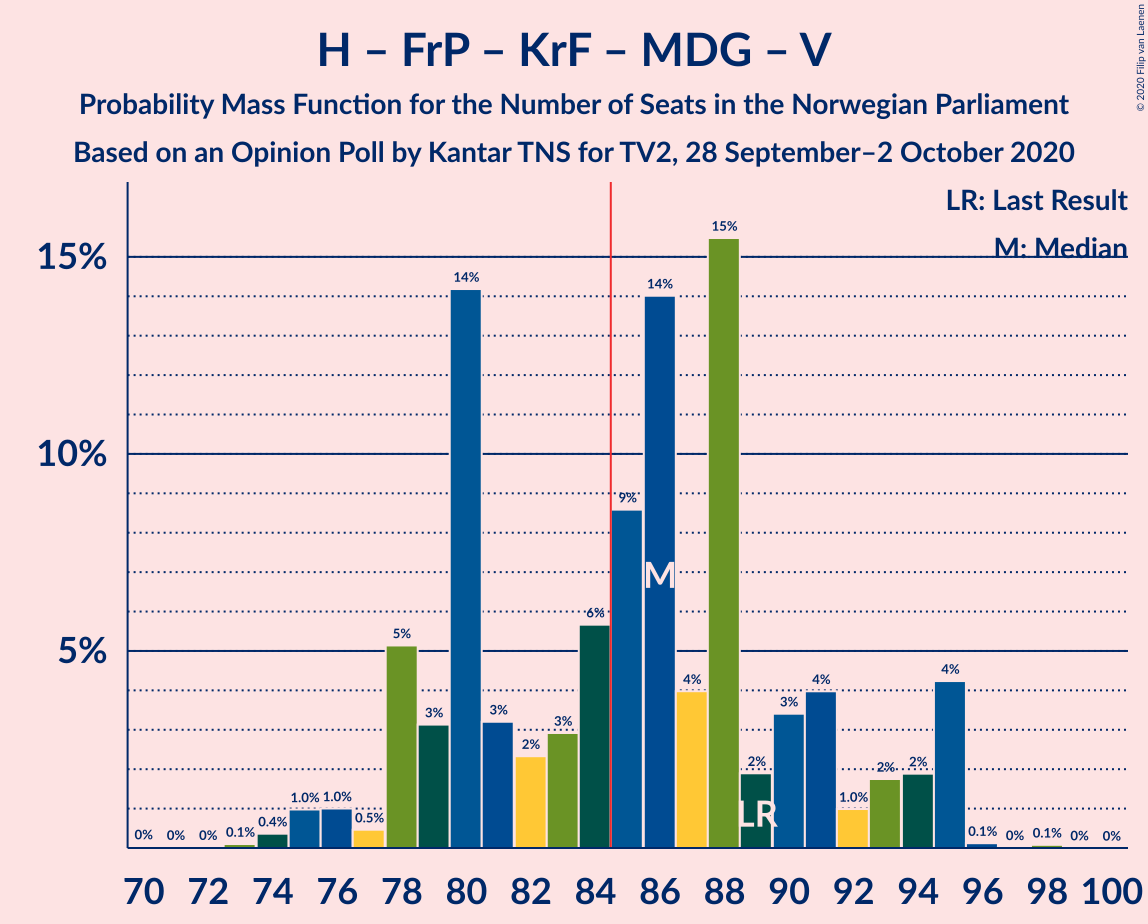 H – FrP – KrF – MDG – V
Probability Mass Function for the Number of Seats in the Norwegian Parliament
Based on an Opinion Poll by Kantar TNS for TV2, 28 September–2 October 2020
© 2020 Filip van Laenen
LR: Last Result
M: Median
15%
10%
5%
0% 0% 0% 0.1% 0.4% 1.0% 1.0% 0.5% 5% 3% 14% 3% 2% 3% 6% 9% 14% 4% 15% 2% 3% 4% 1.0% 2% 2% 4% 0.1% 0% 0.1% 0% 0%
M
LR
70 72 74 76 78 80 82 84 86 88 90 92 94 96 98 100